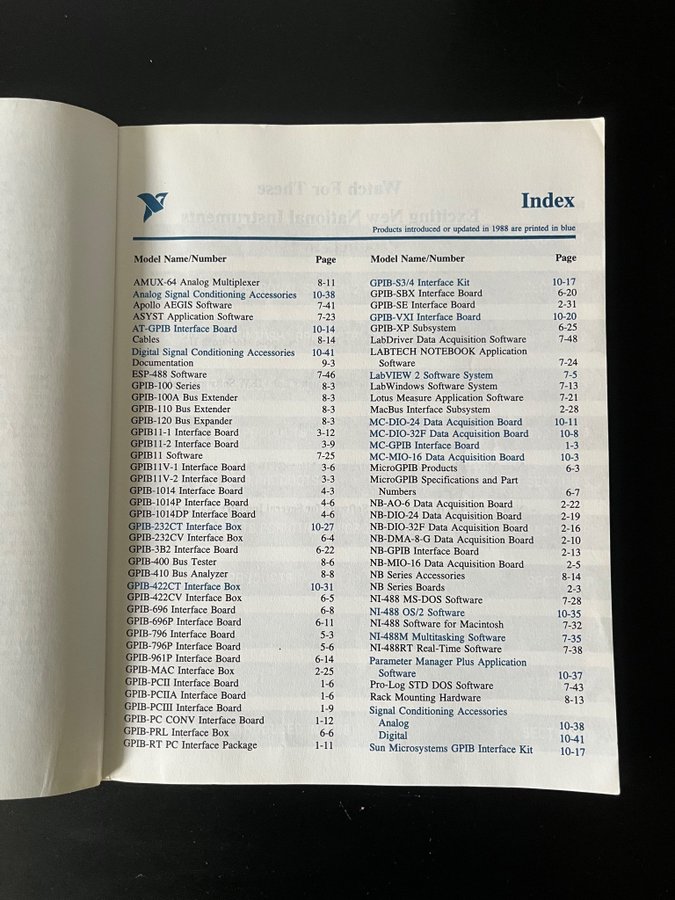 Index
Products introduced or updated in 1988 are printed in blue
Model Name/Number Page
AMUX-64 Analog Multiplexer 8-11
Analog Signal Conditioning Accessories 10-38
Apollo AEGIS Software 7-41
ASYST Application Software 7-23
AT-GPIB Interface Board 10-14
Cables 8-14
Digital Signal Conditioning Accessories 10-41
Documentation 9-3
ESP-488 Software 7-46
GPIB-100 Series 8-3
GPIB-100A Bus Extender 8-3
GPIB-110 Bus Extender 8-3
GPIB-120 Bus Expander 8-3
GPIB11-1 Interface Board 3-12
GPIB11-2 Interface Board 3-9
GPIB11 Software 7-25
GPIB11V-1 Interface Board 3-6
GPIB11V-2 Interface Board 3-3
GPIB-1014 Interface Board 4-3
GPIB-1014P Interface Board 4-6
GPIB-1014DP Interface Board 4-6
GPIB-232CT Interface Box 10-27
GPIB-232CV Interface Box 6-4
GPIB-3B2 Interface Board 6-22
GPIB-400 Bus Tester 8-6
GPIB-410 Bus Analyzer 8-8
GPIB-422CT Interface Box 10-31
GPIB-422CV Interface Box 6-5
GPIB-696 Interface Board 6-8
GPIB-696P Interface Board 6-11
GPIB-796 Interface Board 5-3
GPIB-796P Interface Board 5-6
GPIB-961P Interface Board 6-14
GPIB-MAC Interface Box 2-25
GPIB-PCII Interface Board 1-6
GPIB-PCIIA Interface Board 1-6
GPIB-PCIII Interface Board 1-9
GPIB-PC CONV Interface Board 1-12
GPIB-PRL Interface Box 6-6
GPIB-RT PC Interface Package 1-11
Model Name/Number Page
GPIB-S3/4 Interface Kit 10-17
GPIB-SBX Interface Board 6-20
GPIB-SE Interface Board 2-31
GPIB-VXI Interface Board 10-20
GPIB-XP Subsystem 6-25
LabDriver Data Acquisition Software 7-48
LABTECH NOTEBOOK Application
Software 7-24
LabVIEW 2 Software System 7-5
LabWindows Software System 7-13
Lotus Measure Application Software 7-21
MacBus Interface Subsystem 2-28
MC-DIO-24 Data Acquisition Board 10-11
MC-DIO-32F Data Acquisition Board 10-8
MC-GPIB Interface Board 1-3
MC-MIO-16 Data Acquisition Board 10-3
MicroGPIB Products 6-3
MicroGPIB Specifications and Part
Numbers 6-7
NB-AO-6 Data Acquisition Board 2-22
NB-DIO-24 Data Acquisition Board 2-19
NB-DIO-32F Data Acquisition Board 2-16
NB-DMA-8-G Data Acquisition Board 2-10
NB-GPIB Interface Board 2-13
NB-MIO-16 Data Acquisition Board 2-5
NB Series Accessories 8-14
NB Series Boards 2-3
NI-488 MS-DOS Software 7-28
NI-488 OS/2 Software 10-35
NI-488 Software for Macintosh 7-32
NI-488M Multitasking Software 7-35
NI-488RT Real-Time Software 7-38
Parameter Manager Plus Application
Software 10-37
Pro-Log STD DOS Software 7-43
Rack Mounting Hardware 8-13
Signal Conditioning Accessories
Analog 10-38
Digital 10-41
Sun Microsystems GPIB Interface Kit 10-17